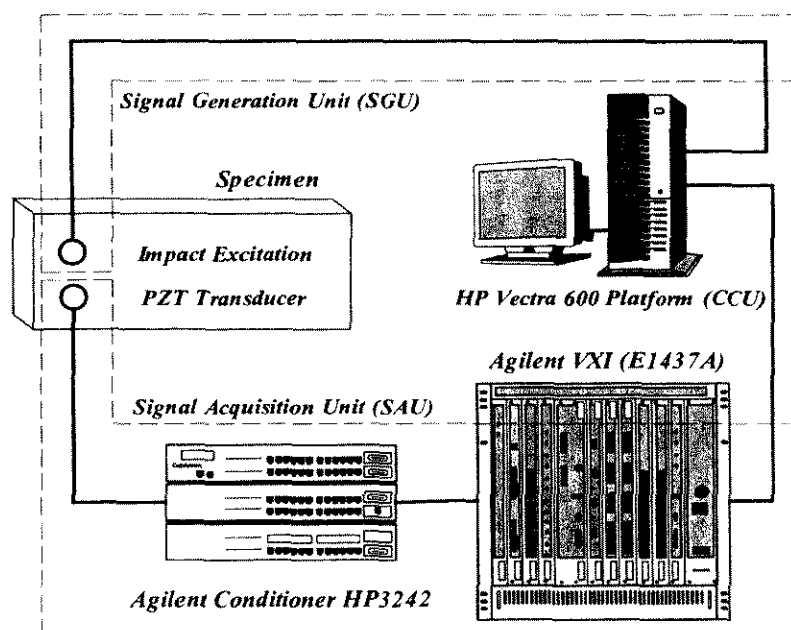 Signal Generation Unit (SGU)
Specimen
Impact Excitation
PZT Transducer
HP Vectra 600 Platform (CCU)
Agilent VXI (E1437A)
Signal Acquisition Unit (SAU)
Agilent Conditioner HP3242